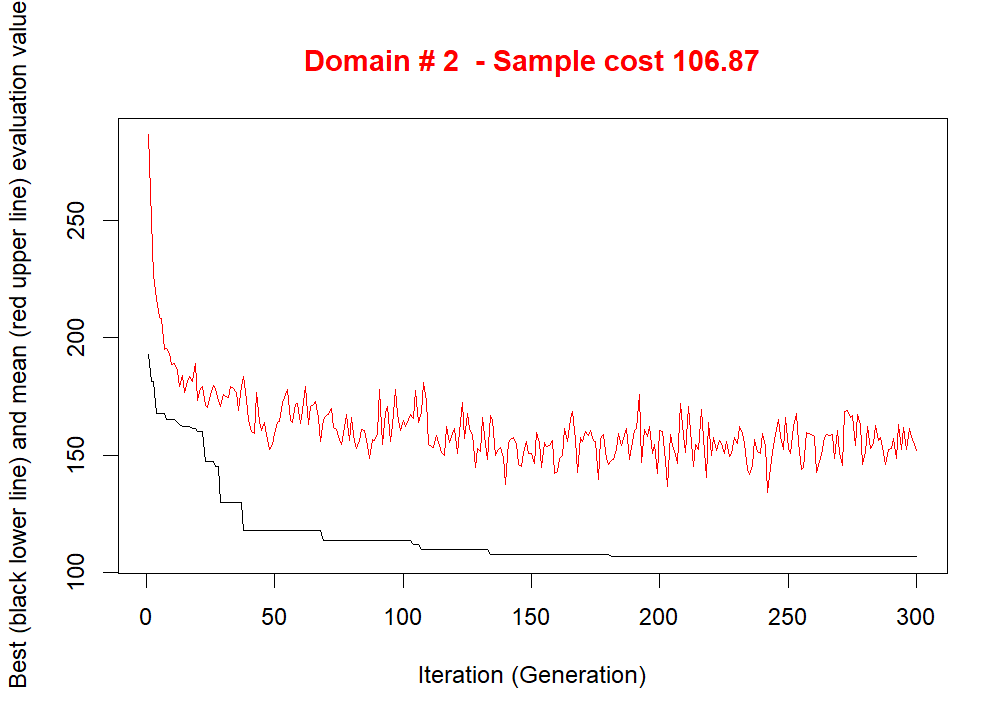 Domain # 2  - Sample cost 106.87
Best (black lower line) and mean (red upper line) evaluation value
250
200
150
100
0 50 100 150 200 250 300
Iteration (Generation)